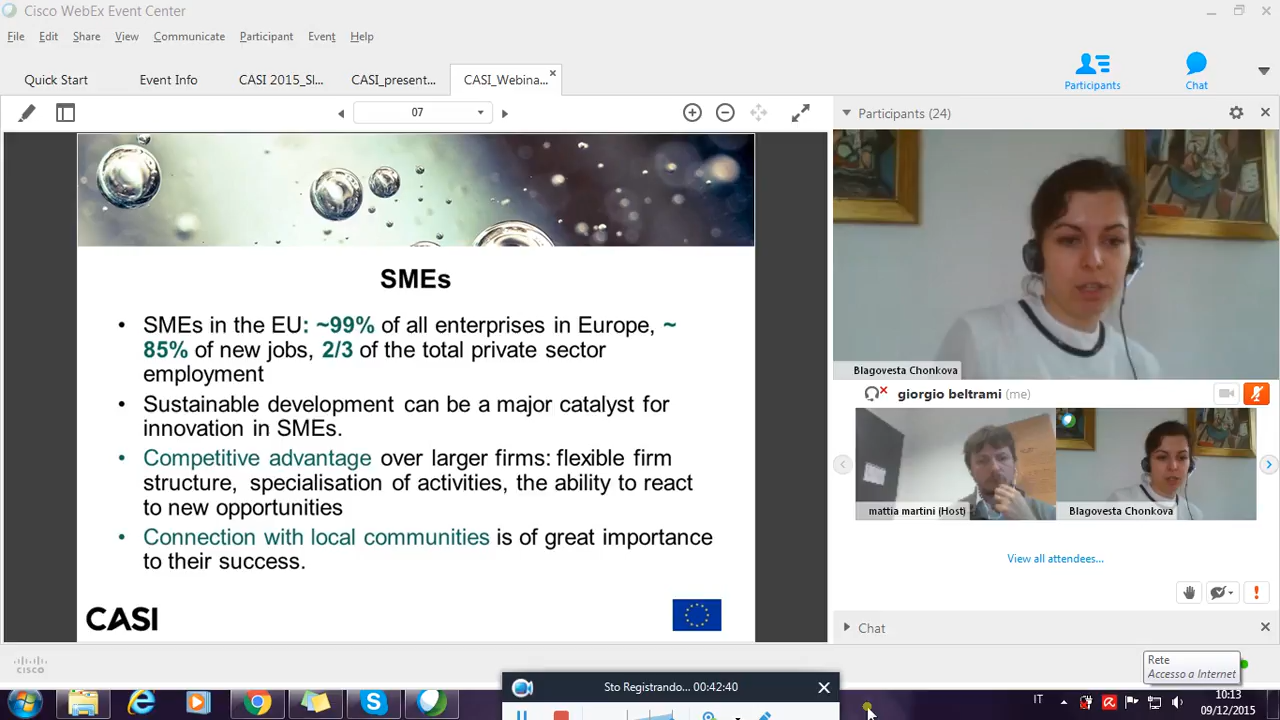 Cisco WebEx Event Center
File Edit Share View Communicate Participant Event Help
Quick Start Event Info CASI 2015_Sl... CASI_present... CASI_Webina...
Participants Chat
07
Participants (24)
SMEs
• SMEs in the EU: ~99% of all enterprises in Europe, ~
85% of new jobs, 2/3 of the total private sector
employment
• Sustainable development can be a major catalyst for
innovation in SMEs.
• Competitive advantage over larger firms: flexible firm
structure, specialisation of activities, the ability to react
to new opportunities
• Connection with local communities is of great importance
to their success.
CASI
Blagovesta Chonkova
giorgio beltrami (me)
mattia martini (Host) Blagovesta Chonkova
View all attendees...
Chat
cisco
Rete
Accesso a Internet
Sto Registrando... 00:42:40
IT
10:13
09/12/2015